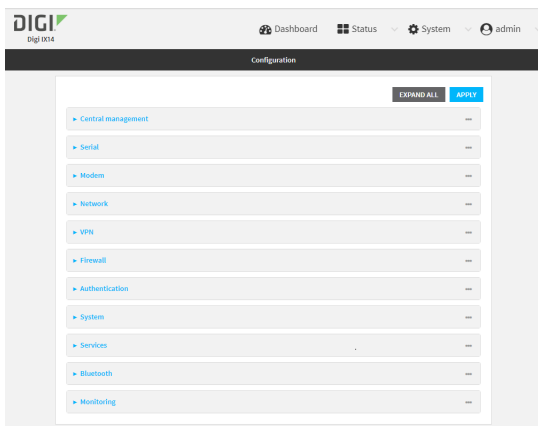 DIGI
Digi IX14
Dashboard Status System admin
Configuration
EXPAND ALL APPLY
Central management
Serial
Modem
Network
VPN
Firewall
Authentication
System
Services
Bluetooth
Monitoring